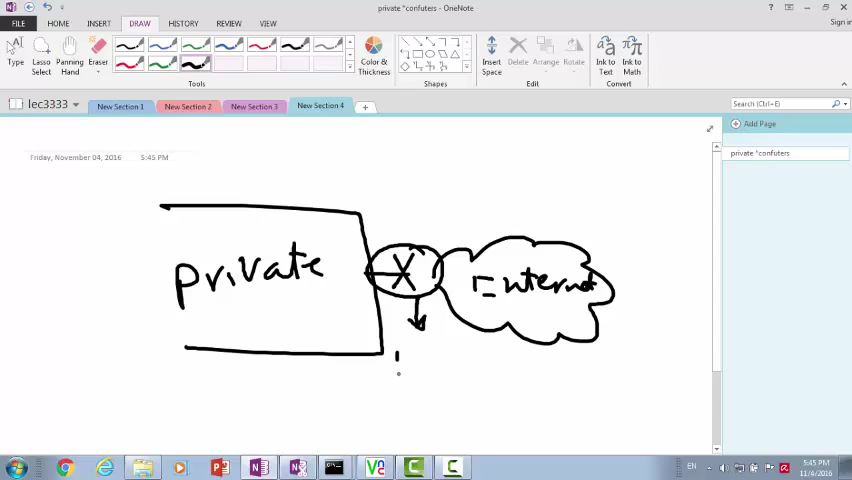 private *confuters - OneNote
Sign in
FILE HOME INSERT DRAW HISTORY REVIEW VIEW
Type Lasso Select Panning Hand Eraser Color & Thickness Insert Space Delete Arrange Rotate Ink to Text Ink to Math
Tools Shapes Edit Convert
lec3333 New Section 1 New Section 2 New Section 3 New Section 4 Search (Ctrl+E)
Add Page
Friday, November 04, 2016 5:45 PM
private *confuters
private
X
Internet
EN
5:45 PM
11/4/2016